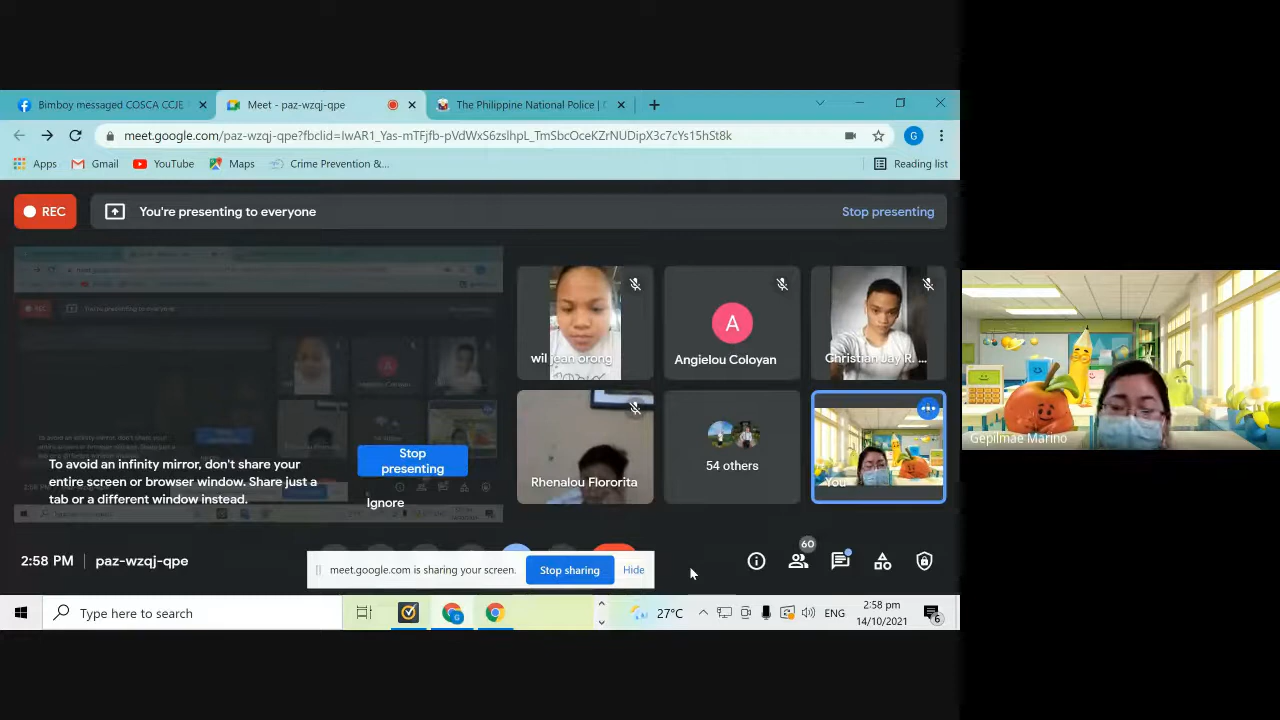 Bimboy messaged COSCA CCJE
Meet - paz-wzqj-qpe
The Philippine National Police |
meet.google.com/paz-wzqj-qpe?fbclid=IwAR1_Yas-mTFjfb-pVdWxS6zslhpL_TmSbcOceKZrNUDipX3c7cYs15hSt8k
G
Apps
Gmail
YouTube
Maps
Crime Prevention &...
Reading list
REC
You're presenting to everyone
Stop presenting
wil jean orong
A
Angielou Coloyan
Christian Jay R. ...
Gepilmae Marino
To avoid an infinity mirror, don't share your
entire screen or browser window. Share just a
tab or a different window instead.
Stop
presenting
Ignore
Rhenalou Flororita
54 others
You
2:58 PM | paz-wzqj-qpe
60
meet.google.com is sharing your screen.
Stop sharing
Hide
Type here to search
27°C
ENG
2:58 pm
14/10/2021
6